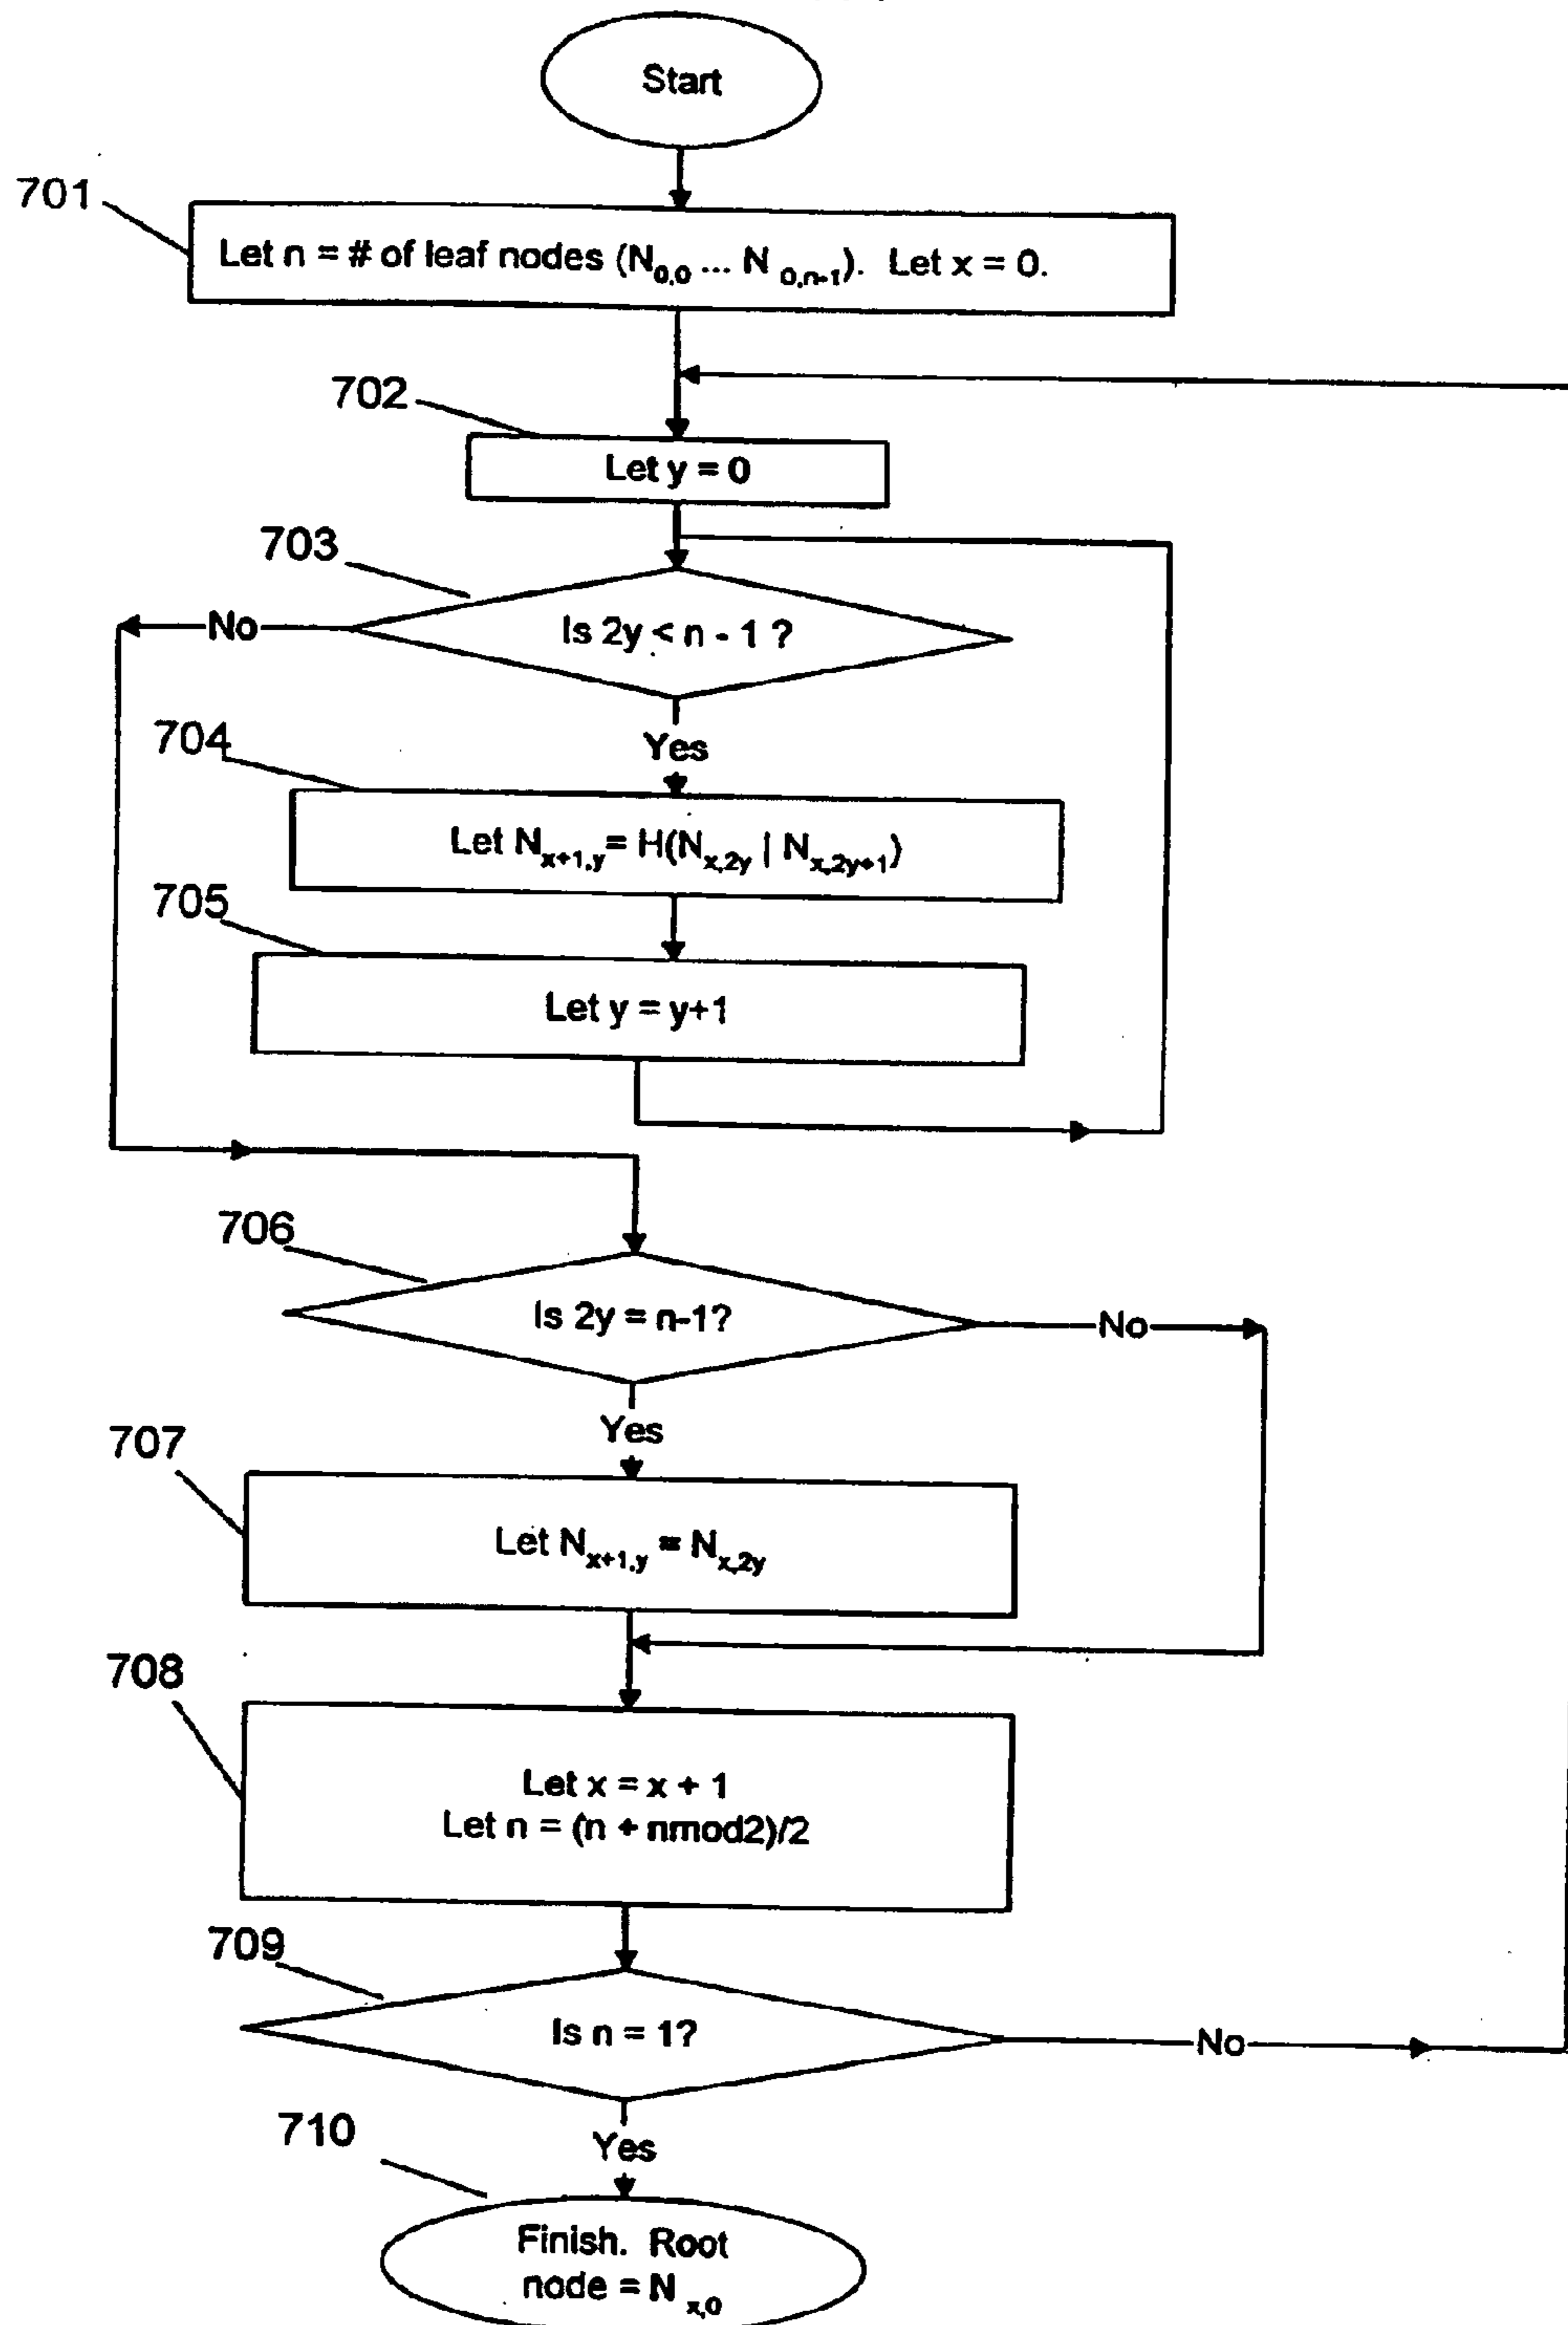 Start
701
Let n = # of leaf nodes (N0,0 ... N 0,n-1). Let x = 0.
702
Let y = 0
703
No
Is 2y < n - 1 ?
Yes
704
Let Nx+1,y= H(Nx,2y | Nx,2y+1)
705
Let y = y+1
706
Is 2y = n-1?
No
Yes
707
Let Nx+1,y = Nx,2y
708
Let x = x + 1
Let n = (n + nmod2)/2
709
Is n = 1?
No
Yes
710
Finish. Root
node = N x,0